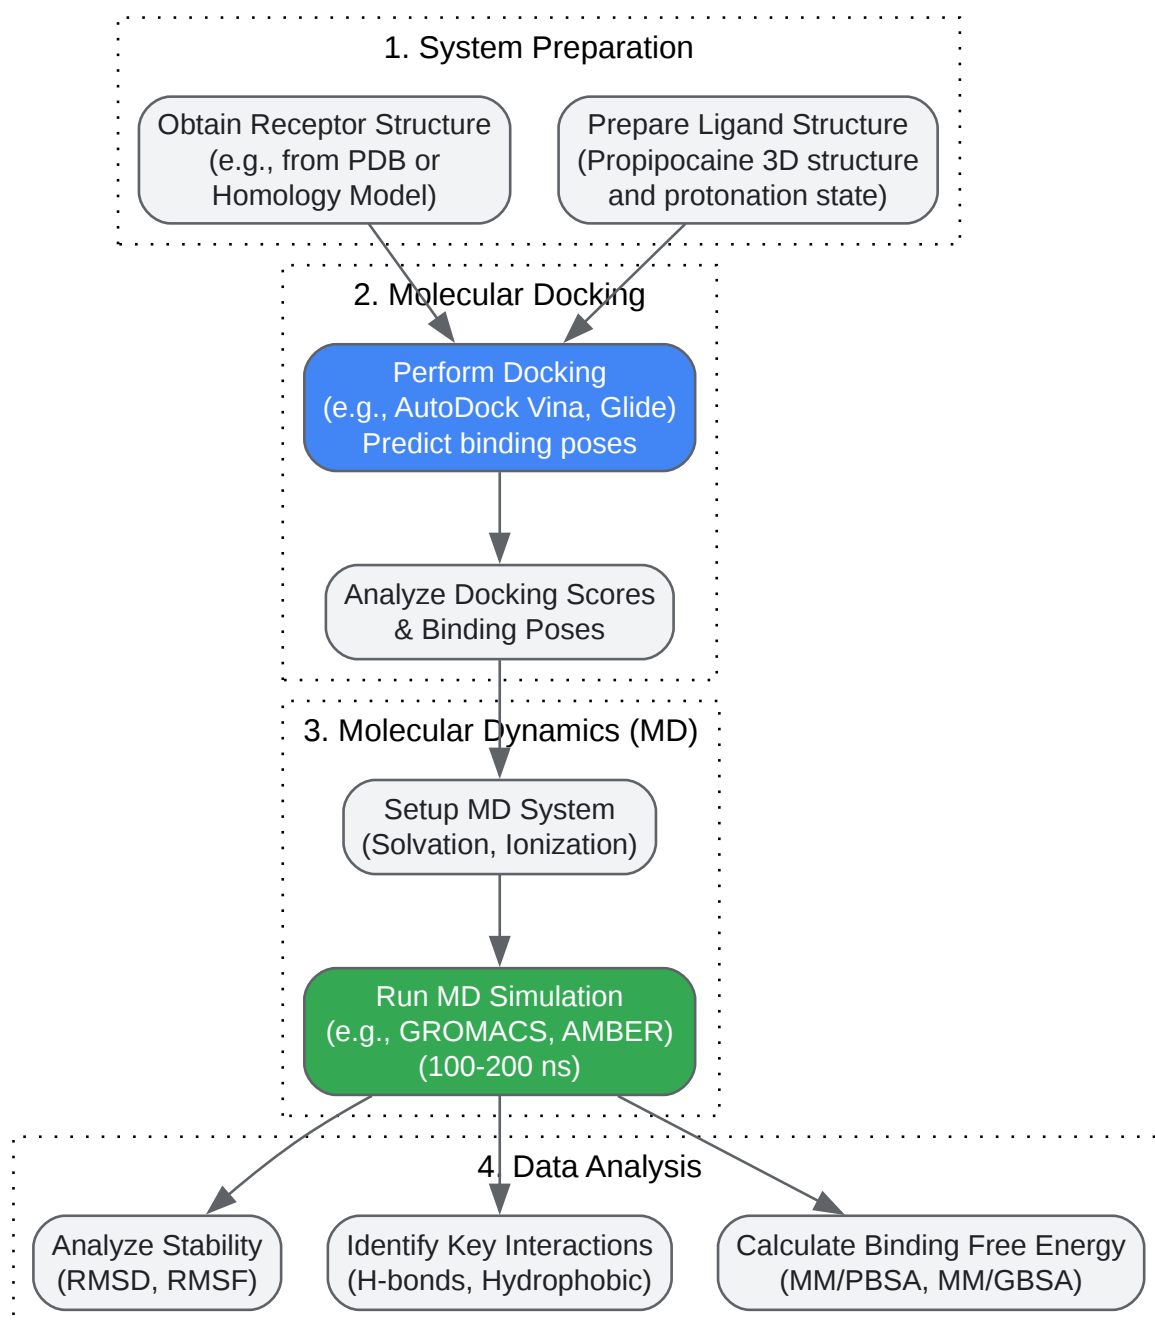 1. System Preparation
Obtain Receptor Structure
(e.g., from PDB or
Homology Model)
Prepare Ligand Structure
(Propipocaine 3D structure
and protonation state)
2. Molecular Docking
Perform Docking
(e.g., AutoDock Vina, Glide)
Predict binding poses
Analyze Docking Scores
& Binding Poses
3. Molecular Dynamics (MD)
Setup MD System
(Solvation, Ionization)
Run MD Simulation
(e.g., GROMACS, AMBER)
(100-200 ns)
4. Data Analysis
Analyze Stability
(RMSD, RMSF)
Identify Key Interactions
(H-bonds, Hydrophobic)
Calculate Binding Free Energy
(MM/PBSA, MM/GBSA)